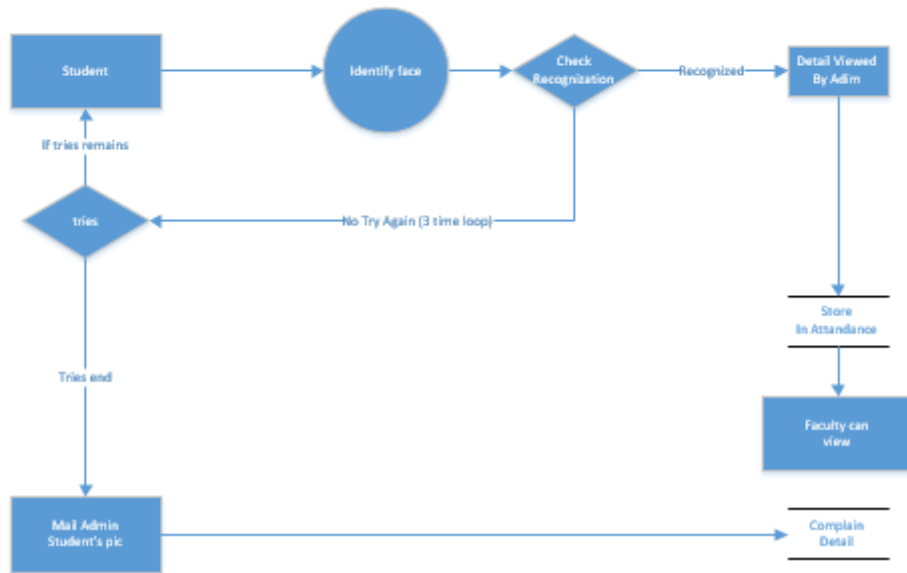 Student
Identify face
Check
Recognization
Recognized
Detail Viewed
By Adim
If tries remains
tries
No Try Again (3 time loop)
Store
In Attandance
Tries end
Faculty can
view
Mail Admin
Student's pic
Complain
Detail